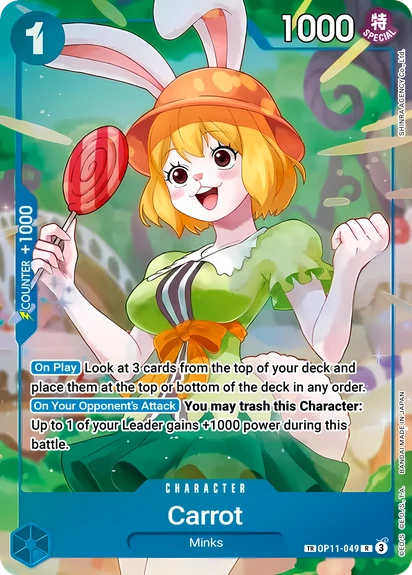 1
1000
特
SPECIAL
SHINRA AGENCY Co., Ltd.
COUNTER +1000
On Play Look at 3 cards from the top of your deck and
place them at the top or bottom of the deck in any order.
On Your Opponent's Attack You may trash this Character:
Up to 1 of your Leader gains +1000 power during this
battle.
CHARACTER
Carrot
Minks
TR OP11-049 R 3
©E.O./S. ©E.O./S.,T.A. BANDAI MADE IN JAPAN